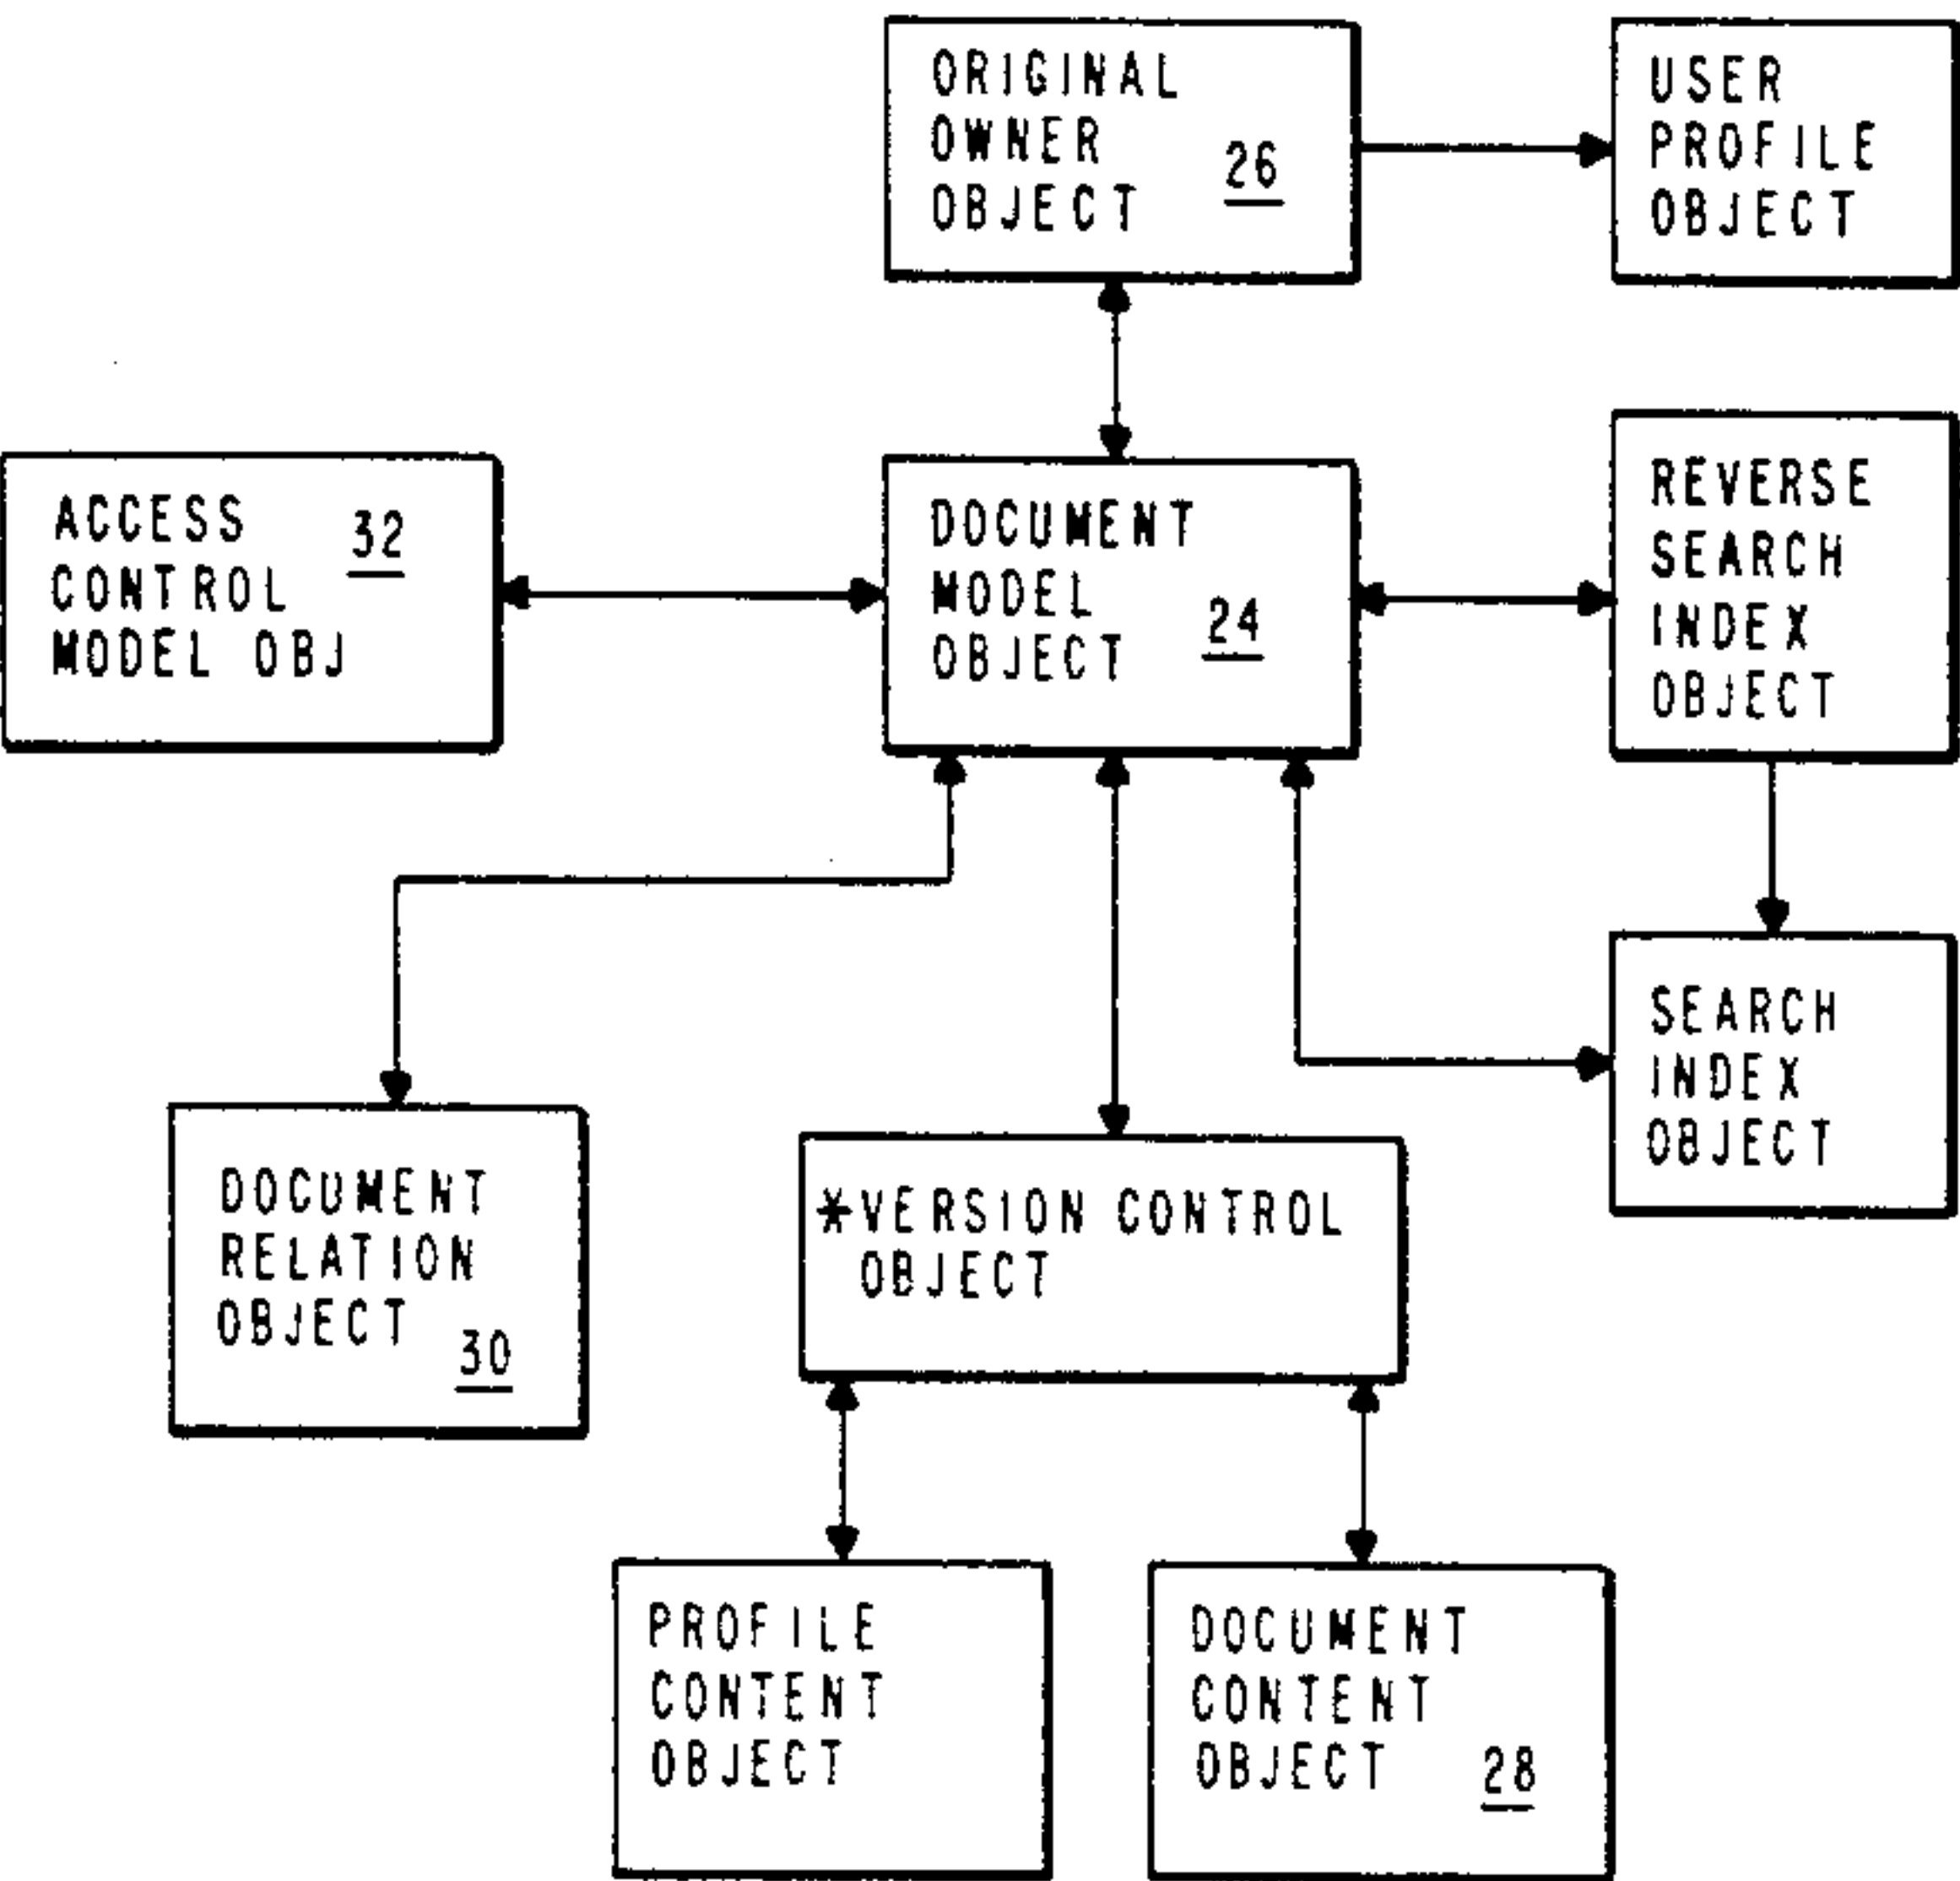 ORIGINAL
OWNER
OBJECT 26
USER
PROFILE
OBJECT
ACCESS 32
CONTROL
MODEL OBJ
DOCUMENT
MODEL
OBJECT 24
REVERSE
SEARCH
INDEX
OBJECT
SEARCH
INDEX
OBJECT
DOCUMENT
RELATION
OBJECT 30
*VERSION CONTROL
OBJECT
PROFILE
CONTENT
OBJECT
DOCUMENT
CONTENT
OBJECT 28